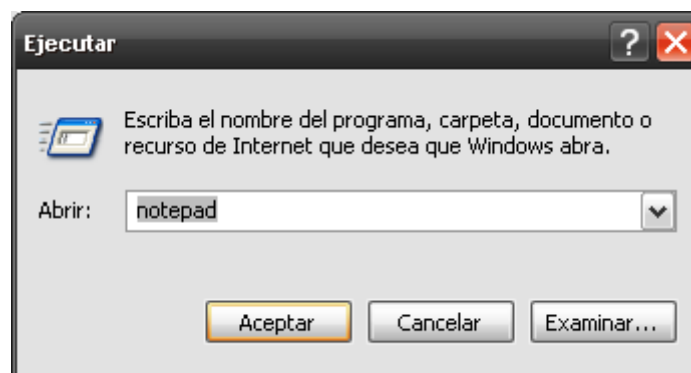 Ejecutar
Escriba el nombre del programa, carpeta, documento o
recurso de Internet que desea que Windows abra.
Abrir: notepad
Aceptar Cancelar Examinar...